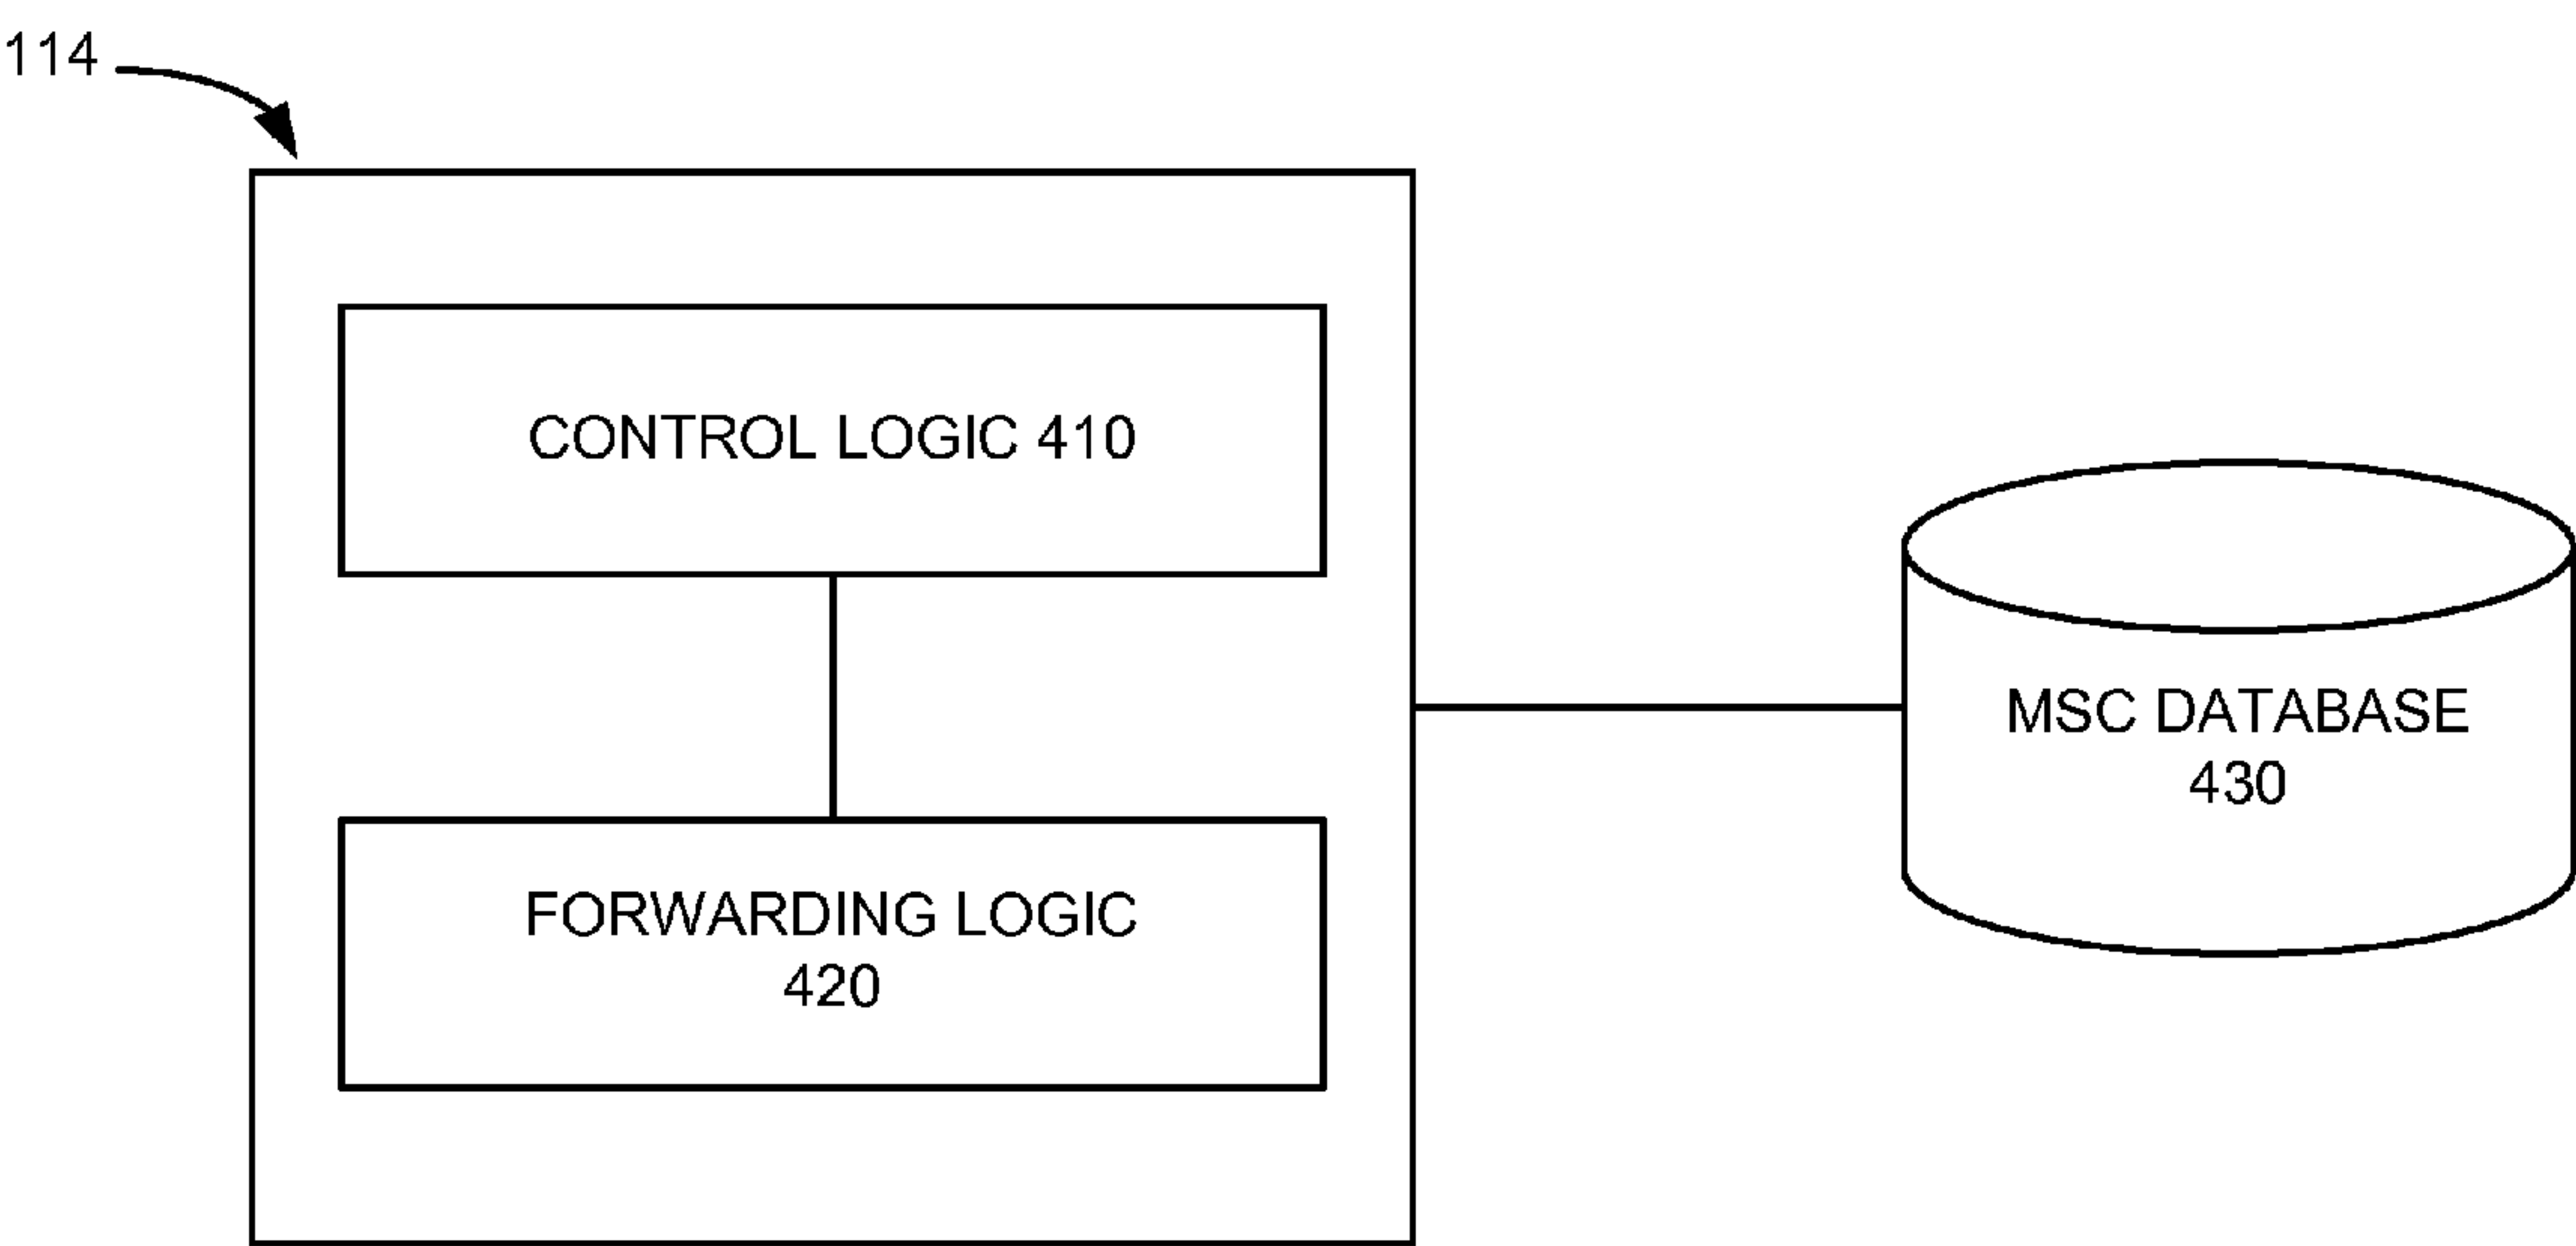 114
CONTROL LOGIC 410
FORWARDING LOGIC
420
MSC DATABASE
430